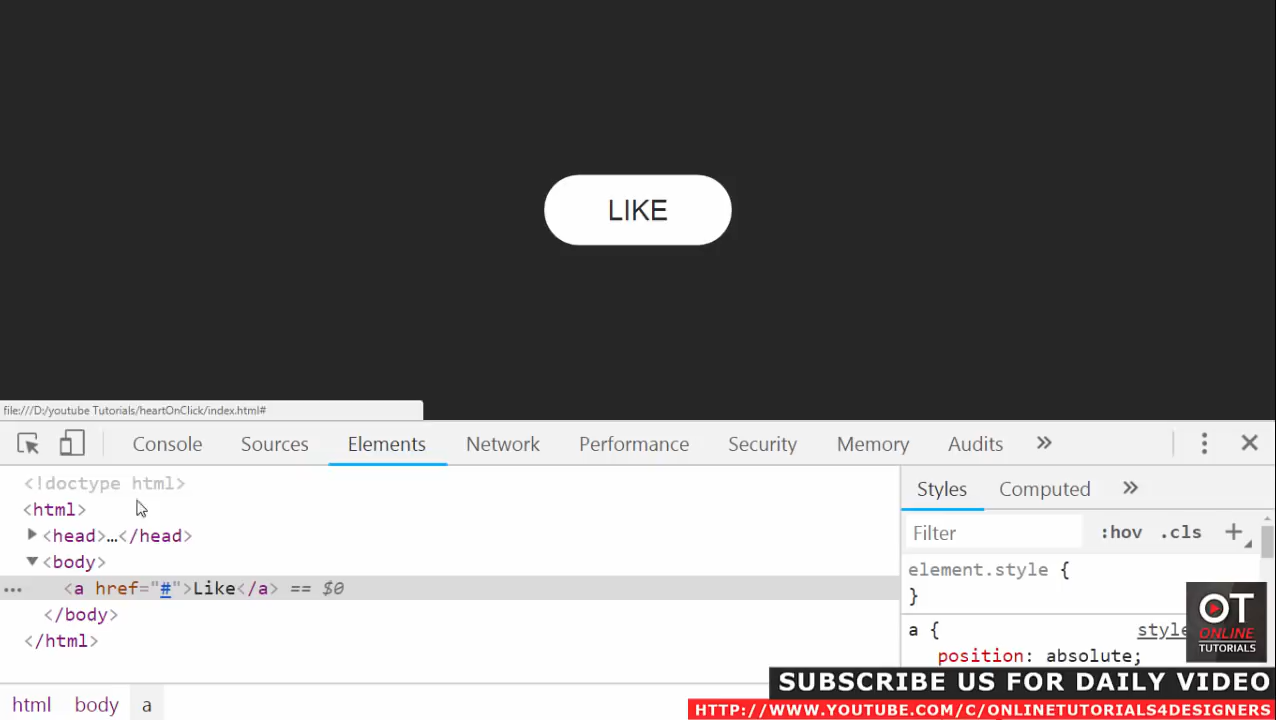 LIKE
file:///D:/youtube Tutorials/heartOnClick/index.html#
Console Sources Elements Network Performance Security Memory Audits »
<!doctype html>
<html>
<head>…</head>
<body>
<a href="#">Like</a> == $0
</body>
</html>
html body a
Styles Computed »
Filter :hov .cls +
element.style {
}
a {
position: absolute;
OT
ONLINE
TUTORIALS
SUBSCRIBE US FOR DAILY VIDEO
HTTP://WWW.YOUTUBE.COM/C/ONLINETUTORIALS4DESIGNERS